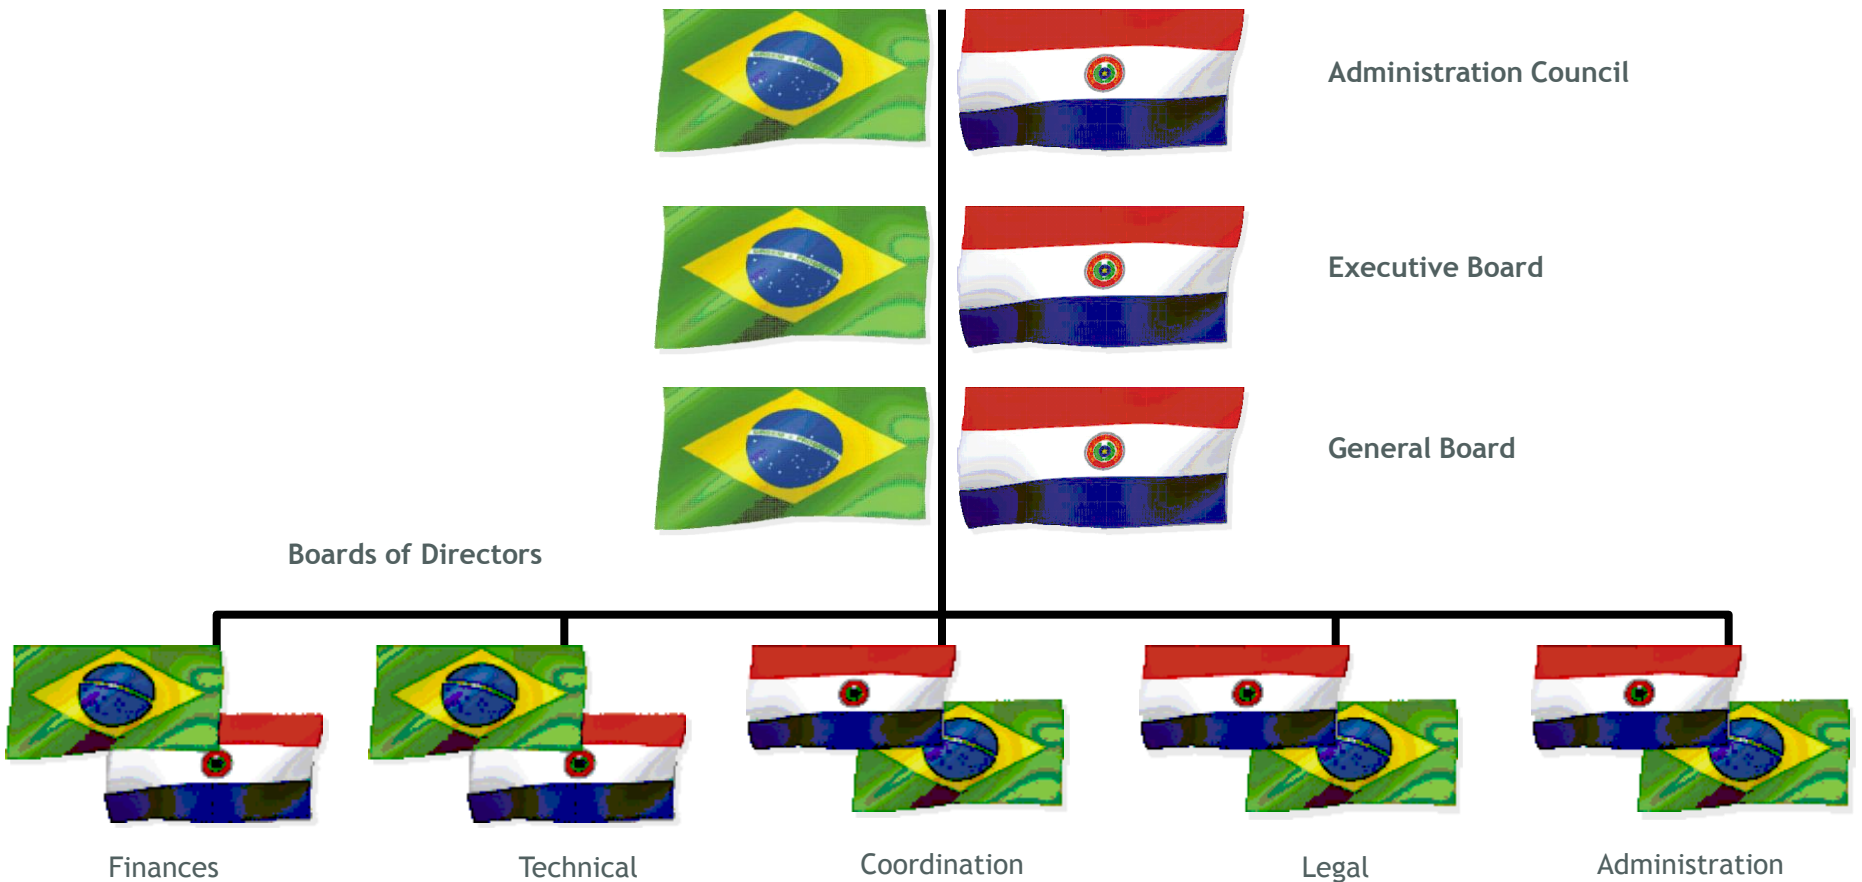 Administration Council
Executive Board
General Board
Boards of Directors
Finances
Technical
Coordination
Legal
Administration